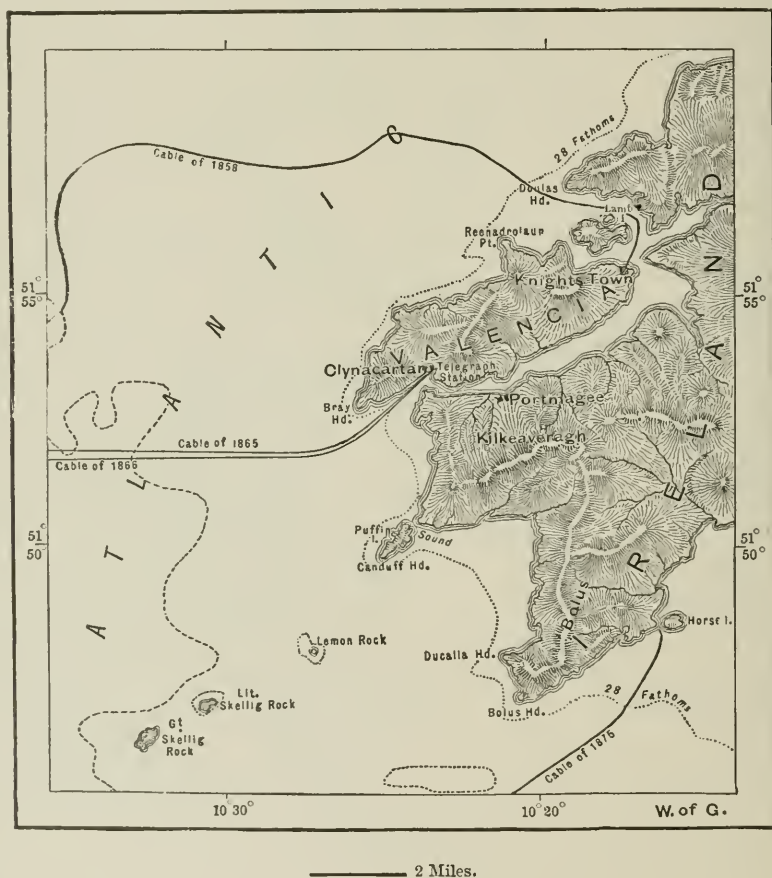 ATLANTIC
Cable of 1858
28 Fathoms
Doulas
Hd.
Lamb
I.
Reenadrolaun
Pt.
51°
55°
51°
55°
Knights Town
VALENCIA
Clynacartan
Telegraph
Station
Bray
Hd.
Portmagee
Cable of 1865
Cable of 1866
Kilkeaveragh
IRELAND
51°
50°
51°
50°
Puffin
I.
Sound
Canduff Hd.
Lemon Rock
Bolus
Horse I.
Ducalla Hd.
Lit.
Skellig Rock
28 Fathoms
Bolus Hd.
Gt.
Skellig
Rock
Cable of 1875
10°30°
10°20°
W. of G.
2 Miles.